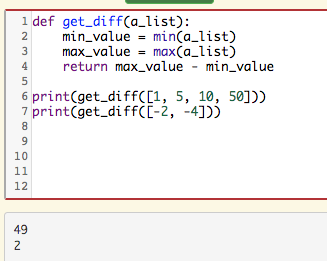 1 def get_diff(a_list):
2     min_value = min(a_list)
3     max_value = max(a_list)
4     return max_value - min_value
5
6 print(get_diff([1, 5, 10, 50]))
7 print(get_diff([-2, -4]))
8
9
10
11
12
49
2